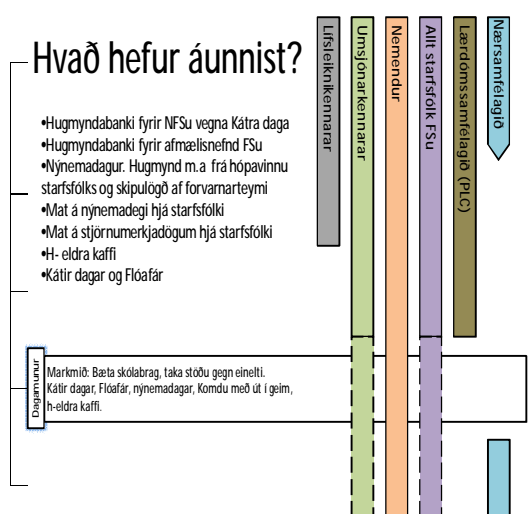 Hvað hefur áunnist?
•Hugmyndabanki fyrir NFSu vegna Kátra daga
•Hugmyndabanki fyrir afmælisnefnd FSu
•Nýnemadagur. Hugmynd m.a frá hópavinnu
starfsfólks og skipulögð af forvarnarteymi
•Mat á nýnemadegi hjá starfsfólki
•Mat á stjörnumerkjadögum hjá starfsfólki
•H- eldra kaffi
•Kátir dagar og Flóafár
Lífsleiknikennarar
Umsjónarkennarar
Nemendur
Allt starfsfólk FSu
Lærdómssamfélagið (PLC)
Nærsamfélagið
Dagamunur
Markmið: Bæta skólabrag, taka stöðu gegn einelti.
Kátir dagar, Flóafár, nýnemadagar, Komdu með út í geim,
h-eldra kaffi.